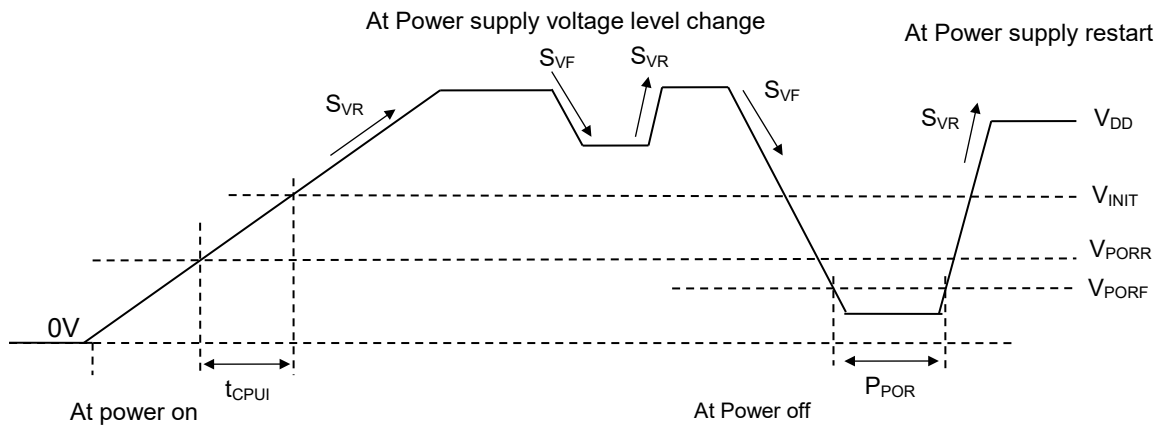 At Power supply voltage level change
At Power supply restart
SVF
SVR
SVR
SVF
SVR
VDD
VINIT
VPORR
VPORF
0V
tCPUI
PPOR
At power on
At Power off